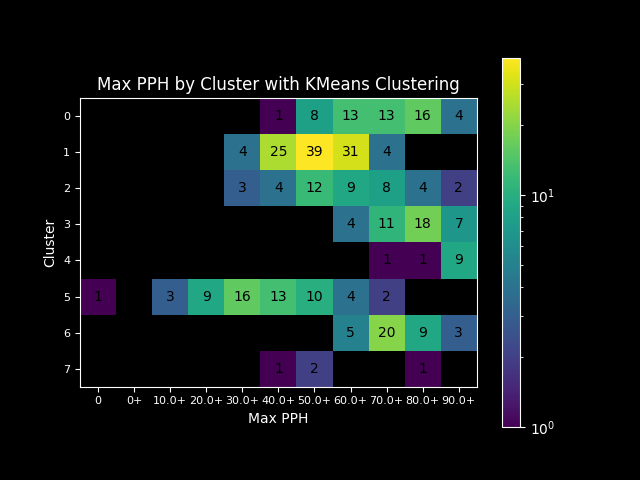 Max PPH by Cluster with KMeans Clustering
0 1 8 13 13 16 4
1 4 25 39 31 4
2 3 4 12 9 8 4 2
3 4 11 18 7
4 1 1 9
5 1 3 9 16 13 10 4 2
6 5 20 9 3
7 1 2 1
0 0+ 10.0+ 20.0+ 30.0+ 40.0+ 50.0+ 60.0+ 70.0+ 80.0+ 90.0+
Max PPH
Cluster
10¹
10⁰